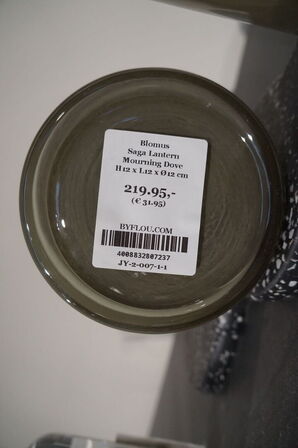 Blomus
Saga Lantern
Mourning Dove
H12 x L12 x Ø12 cm
219.95,-
(€ 31.95)
BYFLOU.COM
4008832807237
JY-2-007-1-1